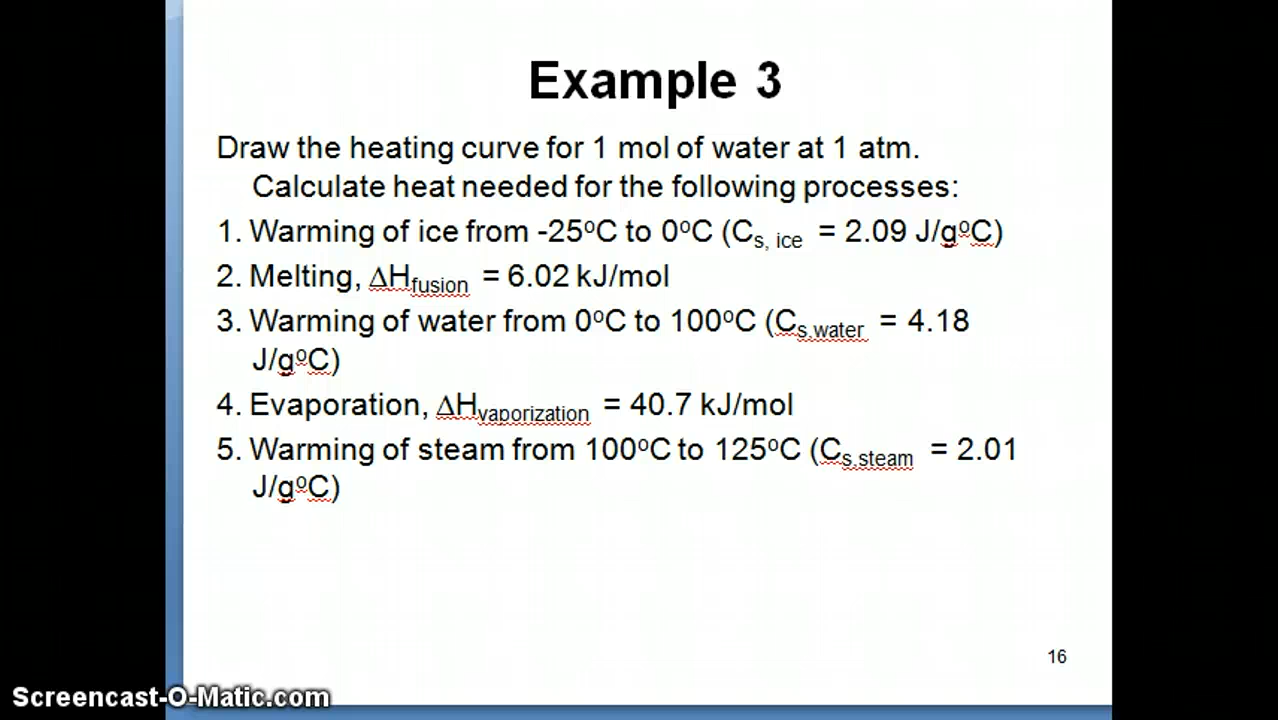 Example 3
Draw the heating curve for 1 mol of water at 1 atm.
Calculate heat needed for the following processes:
1. Warming of ice from -25ºC to 0ºC (Cs, ice = 2.09 J/gºC)
2. Melting, ΔHfusion = 6.02 kJ/mol
3. Warming of water from 0ºC to 100ºC (Cs,water = 4.18
J/gºC)
4. Evaporation, ΔHvaporization = 40.7 kJ/mol
5. Warming of steam from 100ºC to 125ºC (Cs,steam = 2.01
J/gºC)
16
Screencast-O-Matic.com